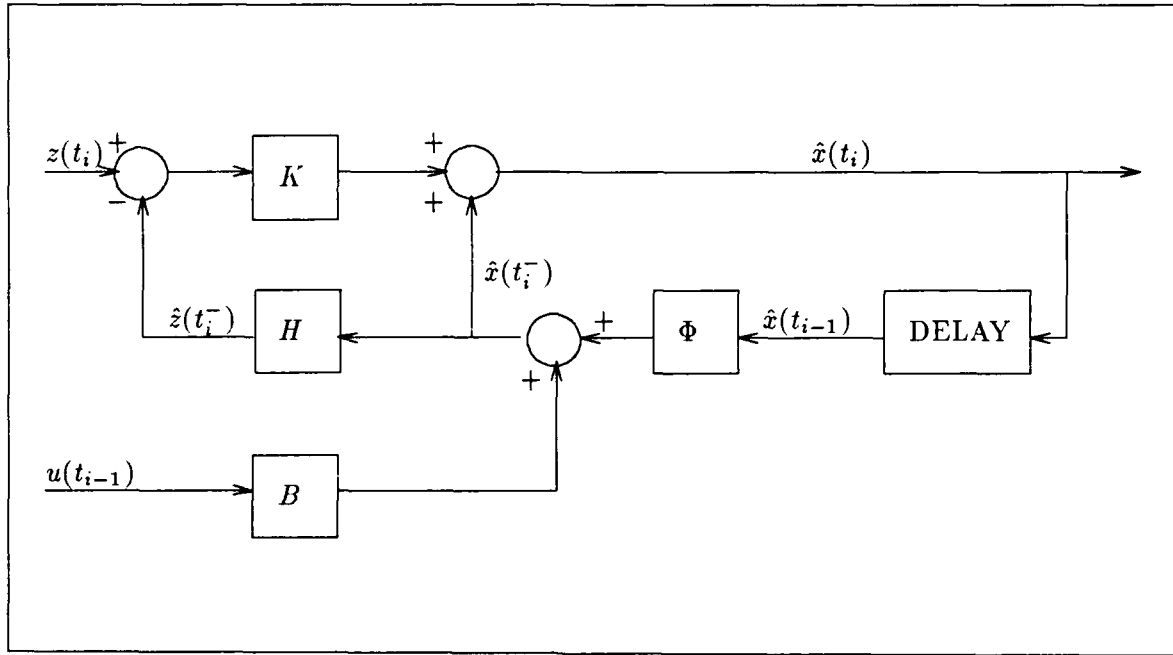 + +
z(t_i) K x̂(t_i)
− +
x̂(t_i^-)
ẑ(t_i^-) H + Φ x̂(t_{i-1}) DELAY
+
u(t_{i-1}) B